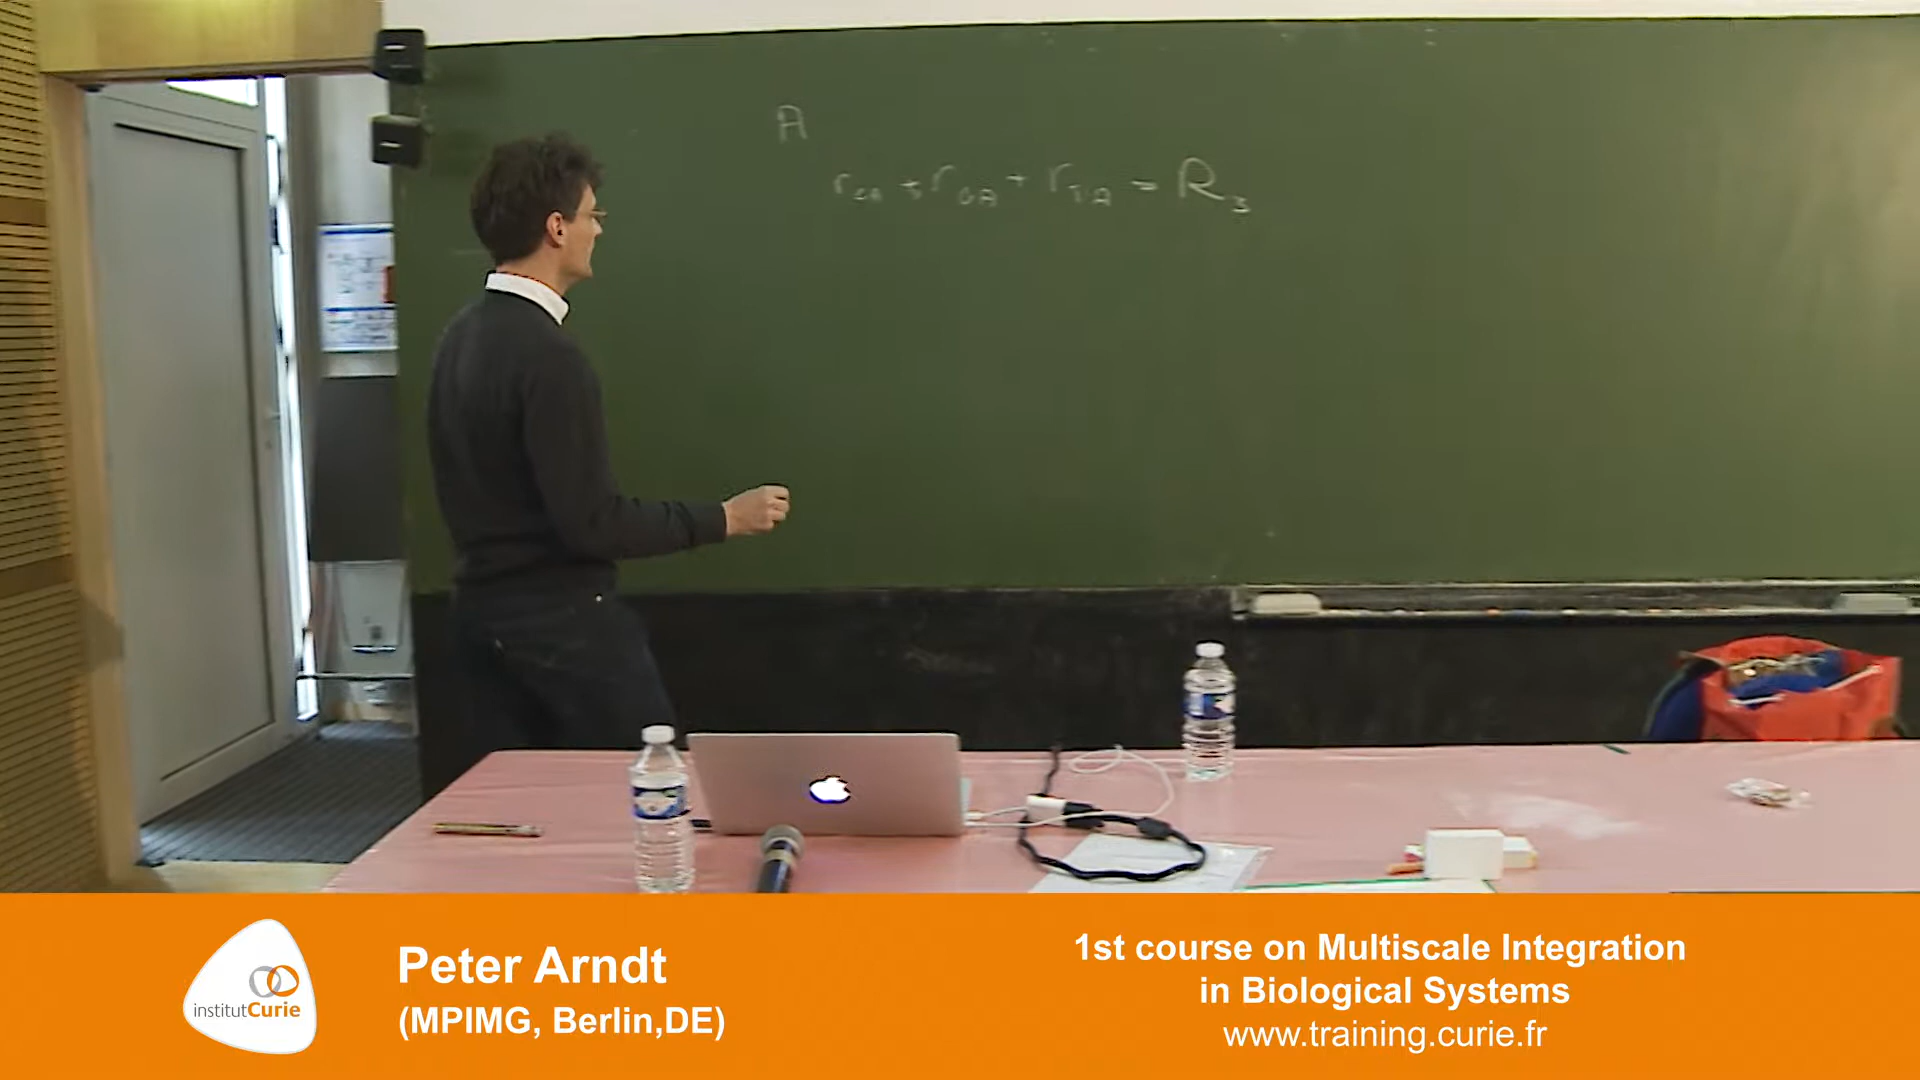 A
r_CA + r_GA + r_TA = R_3
institutCurie
Peter Arndt
(MPIMG, Berlin,DE)
1st course on Multiscale Integration
in Biological Systems
www.training.curie.fr